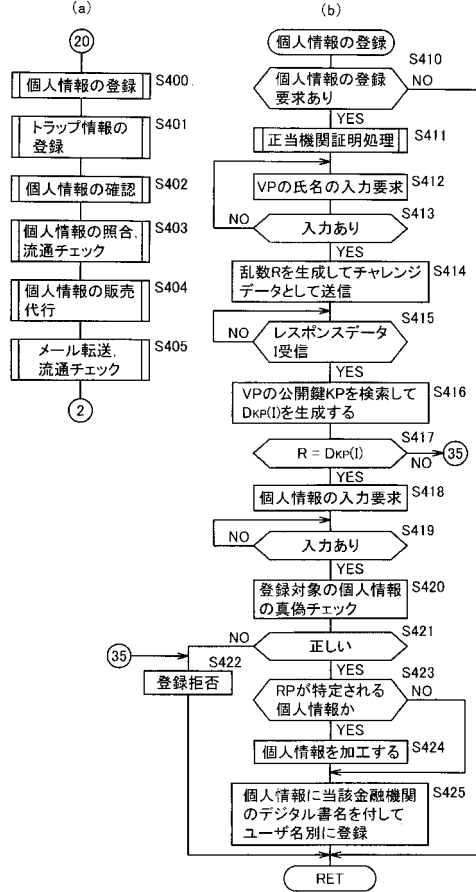 (a)
20
個人情報の登録
S400
トラップ情報の
登録
S401
個人情報の確認
S402
個人情報の照合,
流通チェック
S403
個人情報の販売
代行
S404
メール転送,
流通チェック
S405
2
(b)
個人情報の登録
個人情報の登録
要求あり
S410
NO
YES
正当機関証明処理
S411
VPの氏名の入力要求
S412
入力あり
S413
NO
YES
乱数Rを生成してチャレンジ
データとして送信
S414
レスポンスデータ
I受信
S415
NO
YES
VPの公開鍵KPを検索して
DKP(I)を生成する
S416
R = DKP(I)
S417
NO
35
YES
個人情報の入力要求
S418
入力あり
S419
NO
YES
登録対象の個人情報
の真偽チェック
S420
正しい
S421
NO
35
登録拒否
S422
YES
RPが特定される
個人情報か
S423
NO
YES
個人情報を加工する
S424
個人情報に当該金融機関
のデジタル書名を付して
ユーザ名別に登録
S425
RET